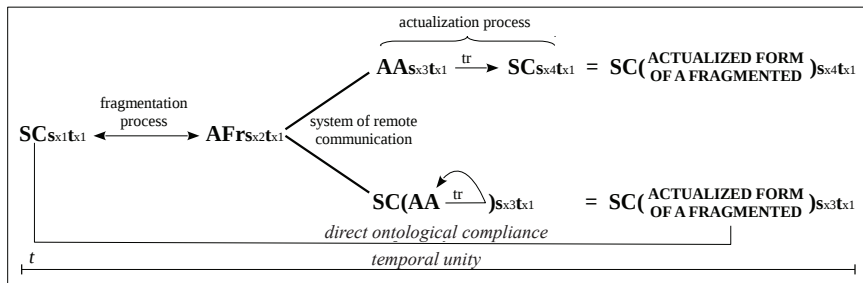 actualization process
AAsx3tx1 tr SCsx4tx1 = SC( ACTUALIZED FORM OF A FRAGMENTED )sx4tx1
fragmentation
process
system of remote
communication
SCsx1tx1 AFrsx2tx1
SC(AA tr )sx3tx1 = SC( ACTUALIZED FORM OF A FRAGMENTED )sx3tx1
direct ontological compliance
t temporal unity